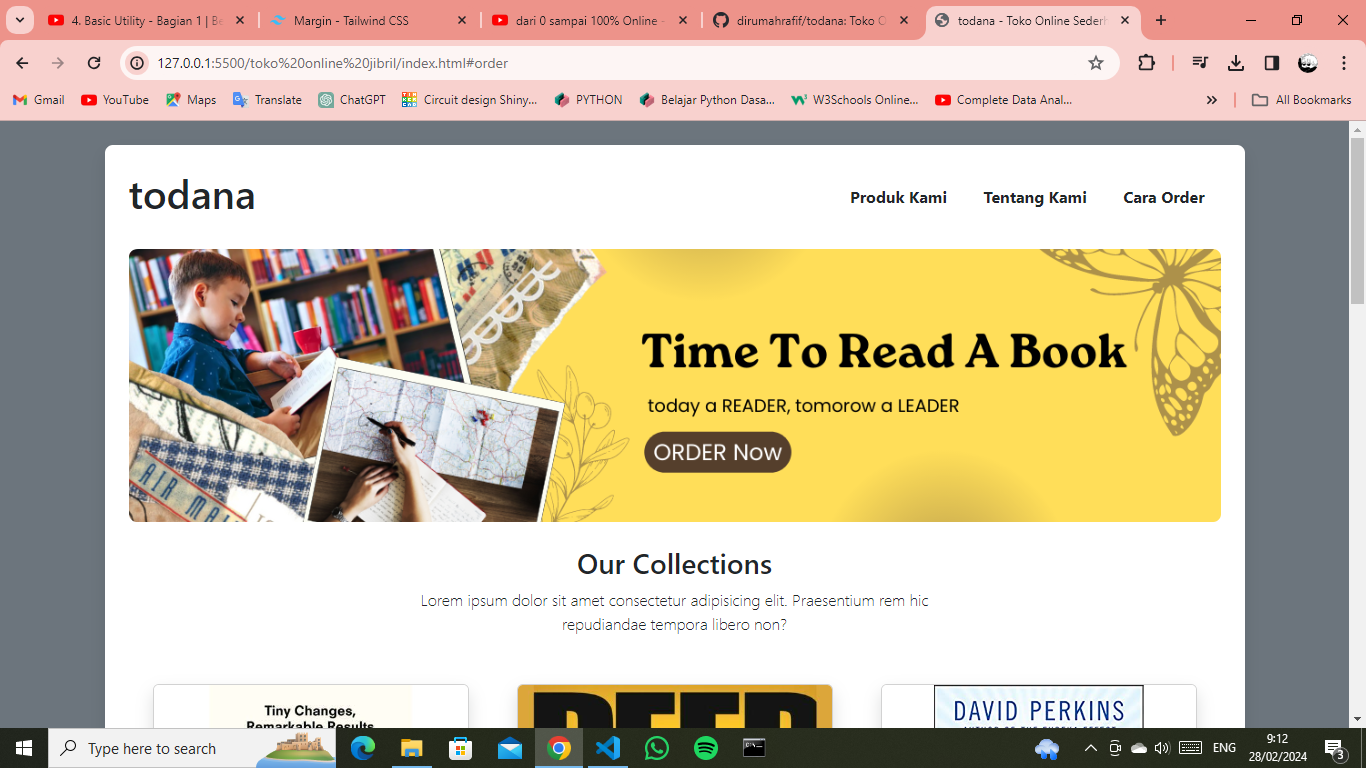 4. Basic Utility - Bagian 1 | Be
Margin - Tailwind CSS
dari 0 sampai 100% Online -
dirumahrafif/todana: Toko O
todana - Toko Online Sederh
127.0.0.1:5500/toko%20online%20jibril/index.html#order
Gmail
YouTube
Maps
Translate
ChatGPT
Circuit design Shiny...
PYTHON
Belajar Python Dasa...
W3Schools Online...
Complete Data Anal...
»
All Bookmarks
todana
Produk Kami
Tentang Kami
Cara Order
AIR MAI
Time To Read A Book
today a READER, tomorow a LEADER
ORDER Now
Our Collections
Lorem ipsum dolor sit amet consectetur adipisicing elit. Praesentium rem hic
repudiandae tempora libero non?
Tiny Changes,
Remarkable Results
DEEP
DAVID PERKINS
Type here to search
ENG
9:12
28/02/2024
3